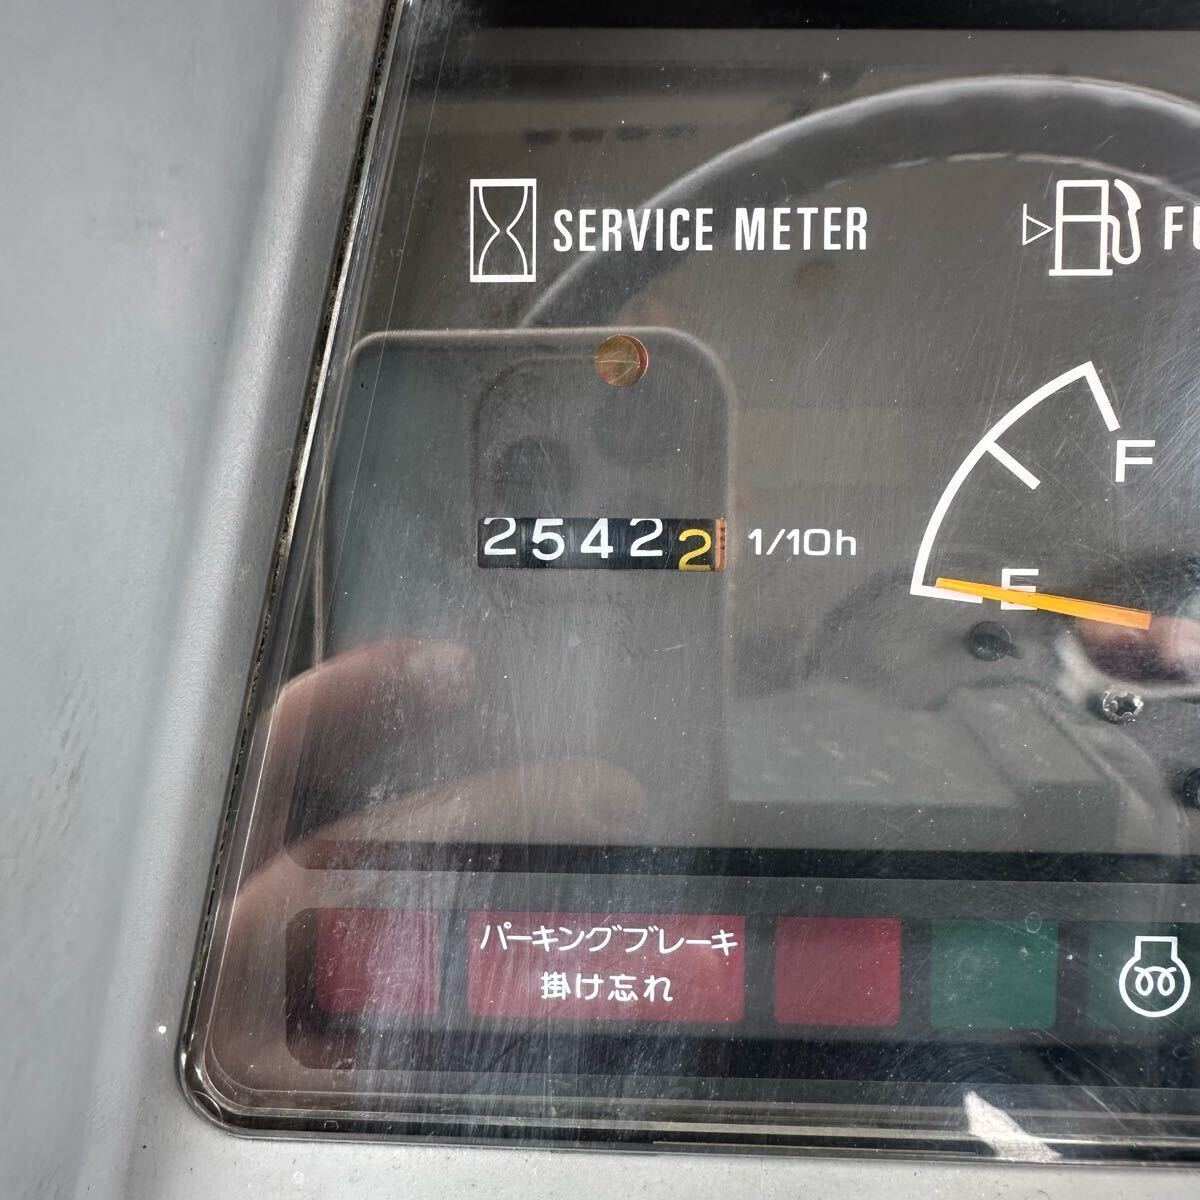 SERVICE METER
25422 1/10h
F
E
パーキングブレーキ
掛け忘れ